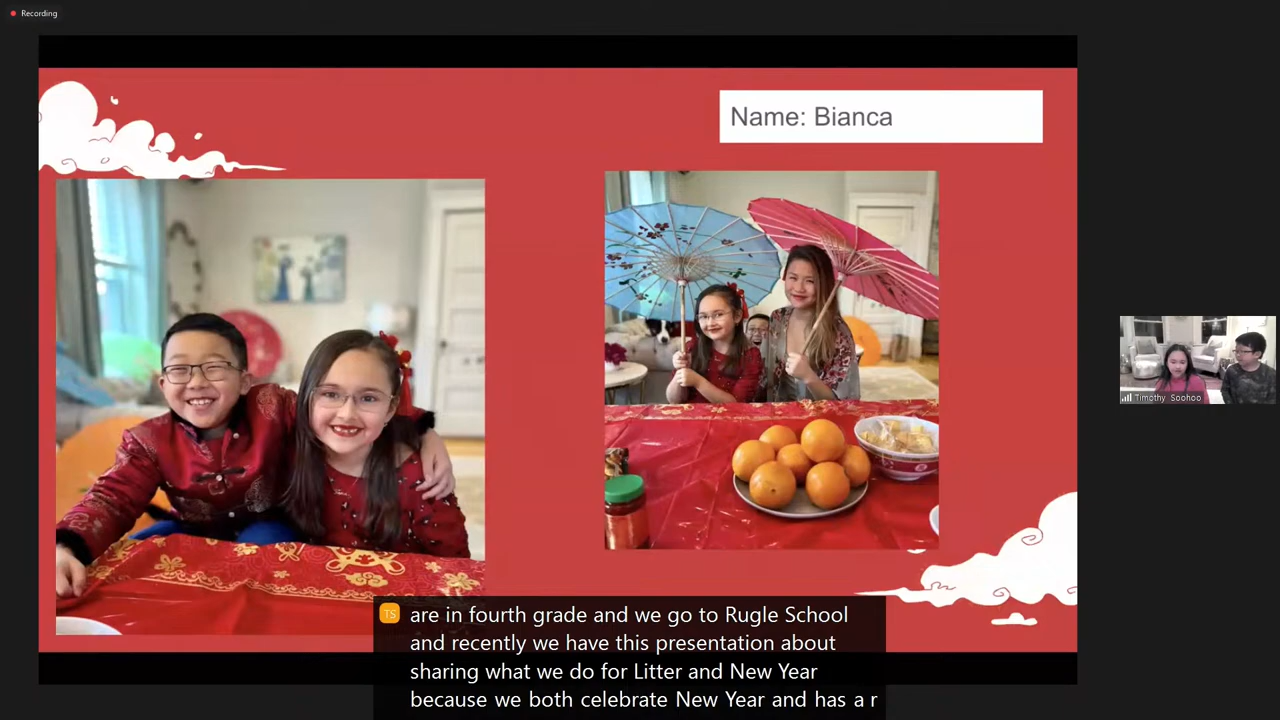 Recording
Name: Bianca
Timothy Soohoo
TS
are in fourth grade and we go to Rugle School
and recently we have this presentation about
sharing what we do for Litter and New Year
because we both celebrate New Year and has a r